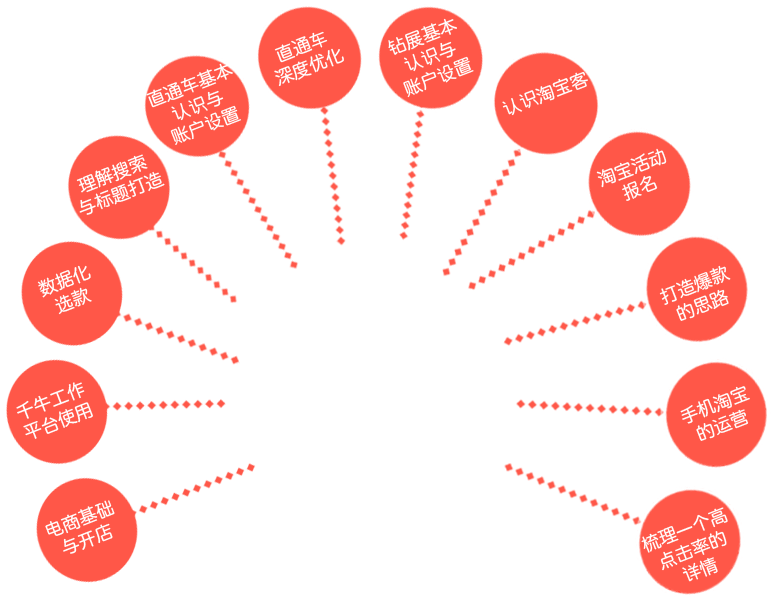 电商基础
与开店
千牛工作
平台使用
数据化
选款
理解搜索
与标题打造
直通车基本
认识与
账户设置
直通车
深度优化
钻展基本
认识与
账户设置
认识淘宝客
淘宝活动
报名
打造爆款
的思路
手机淘宝
的运营
梳理一个高
点击率的
详情